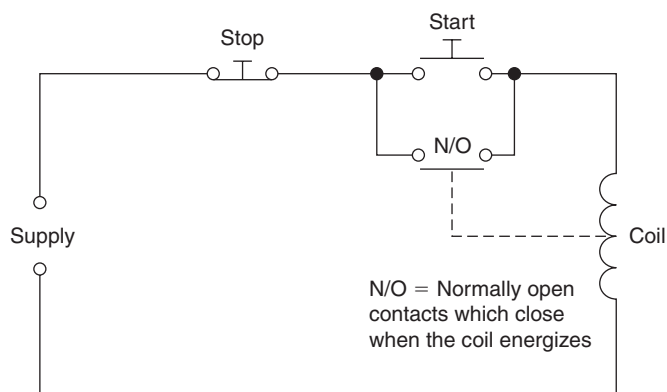 Start
Stop
N/O
Supply
Coil
N/O = Normally open
contacts which close
when the coil energizes